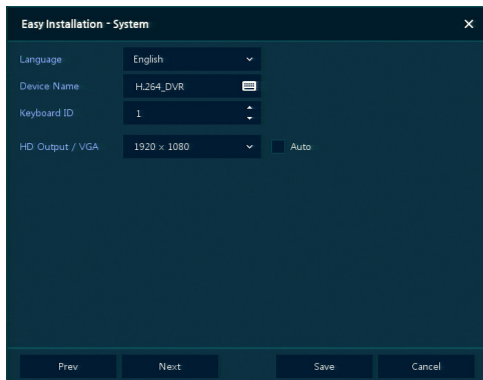 Easy Installation - System
Language English
Device Name H.264_DVR
Keyboard ID 1
HD Output / VGA 1920 x 1080 Auto
Prev Next Save Cancel